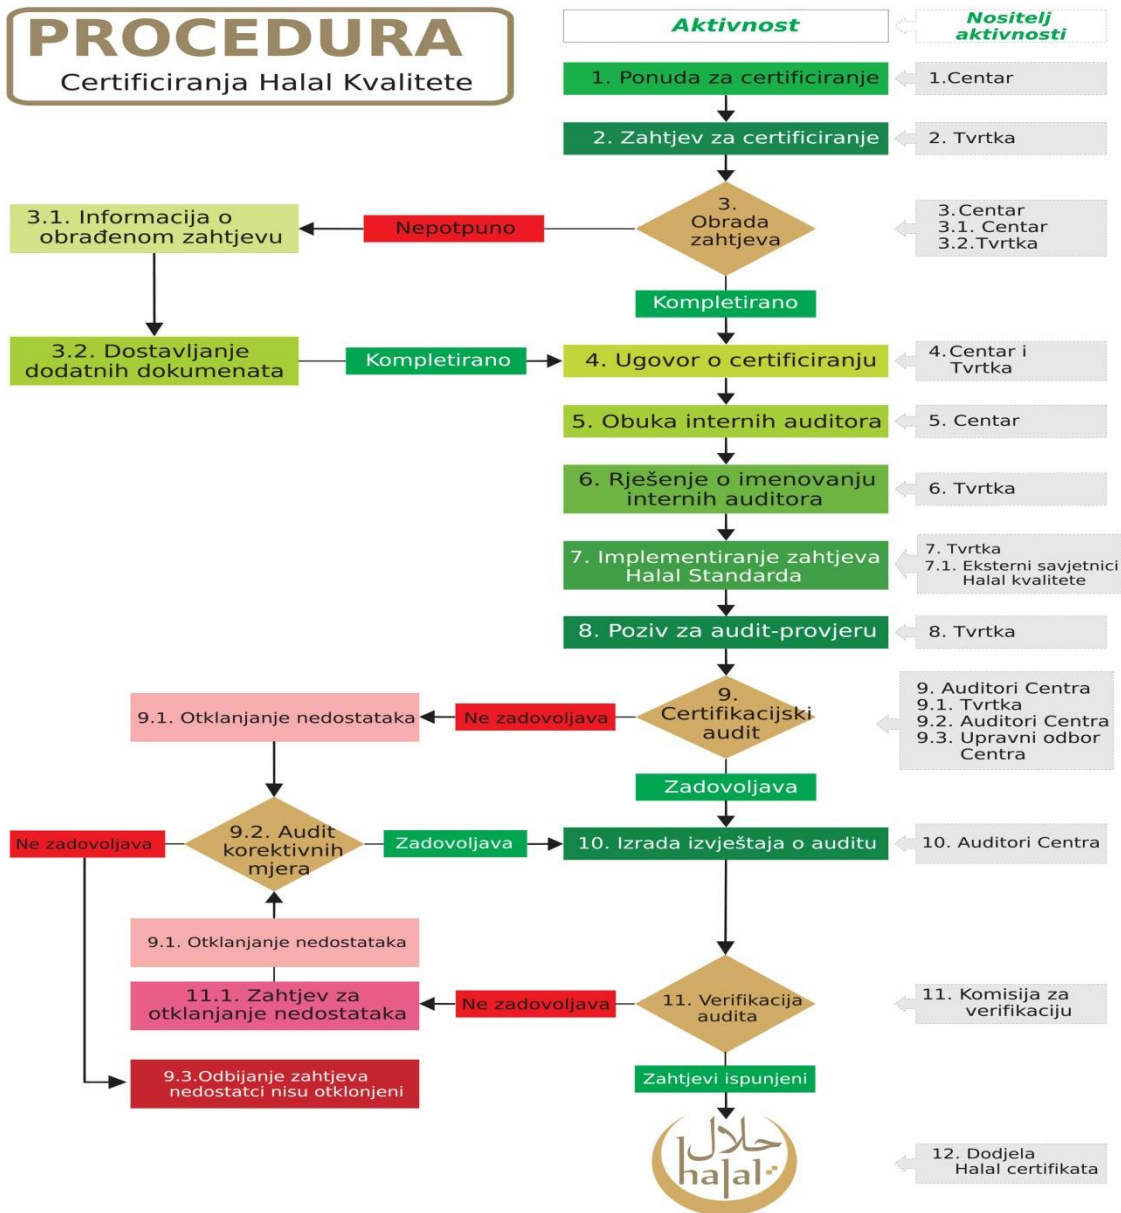 PROCEDURA
Certificiranja Halal Kvalitete
Aktivnost
Nositelj
aktivnosti
1. Ponuda za certificiranje
1.Centar
2. Zahtjev za certificiranje
2. Tvrtka
3.
Obrada
zahtjeva
3.Centar
3.1. Centar
3.2.Tvrtka
Nepotpuno
3.1. Informacija o
obrađenom zahtjevu
Kompletirano
3.2. Dostavljanje
dodatnih dokumenata
Kompletirano
4. Ugovor o certificiranju
4.Centar i
Tvrtka
5. Obuka internih auditora
5. Centar
6. Rješenje o imenovanju
internih auditora
6. Tvrtka
7. Implementiranje zahtjeva
Halal Standarda
7. Tvrtka
7.1. Eksterni savjetnici
Halal kvalitete
8. Poziv za audit-provjeru
8. Tvrtka
9.
Certifikacijski
audit
9. Auditori Centra
9.1. Tvrtka
9.2. Auditori Centra
9.3. Upravni odbor
Centra
Ne zadovoljava
9.1. Otklanjanje nedostataka
Zadovoljava
Ne zadovoljava
9.2. Audit
korektivnih
mjera
Zadovoljava
10. Izrada izvještaja o auditu
10. Auditori Centra
9.1. Otklanjanje nedostataka
11.1. Zahtjev za
otklanjanje nedostataka
Ne zadovoljava
11. Verifikacija
audita
11. Komisija za
verifikaciju
9.3.Odbijanje zahtjeva
nedostatci nisu otklonjeni
Zahtjevi ispunjeni
حلال
halal
12. Dodjela
Halal certifikata